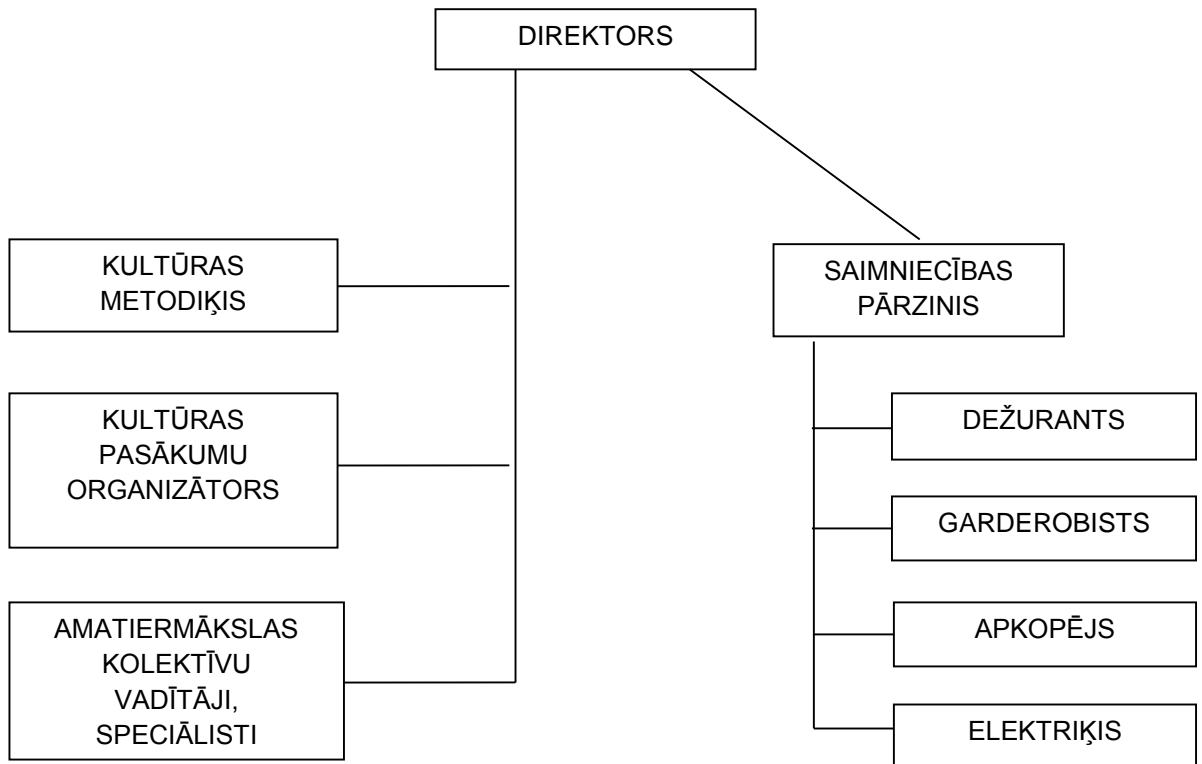 DIREKTORS
KULTŪRAS
METODIĶIS
SAIMNIECĪBAS
PĀRZINIS
KULTŪRAS
PASĀKUMU
ORGANIZĀTORS
DEŽURANTS
GARDEROBISTS
AMATIERMĀKSLAS
KOLEKTĪVU
VADĪTĀJI,
SPECIĀLISTI
APKOPĒJS
ELEKTRIĶIS